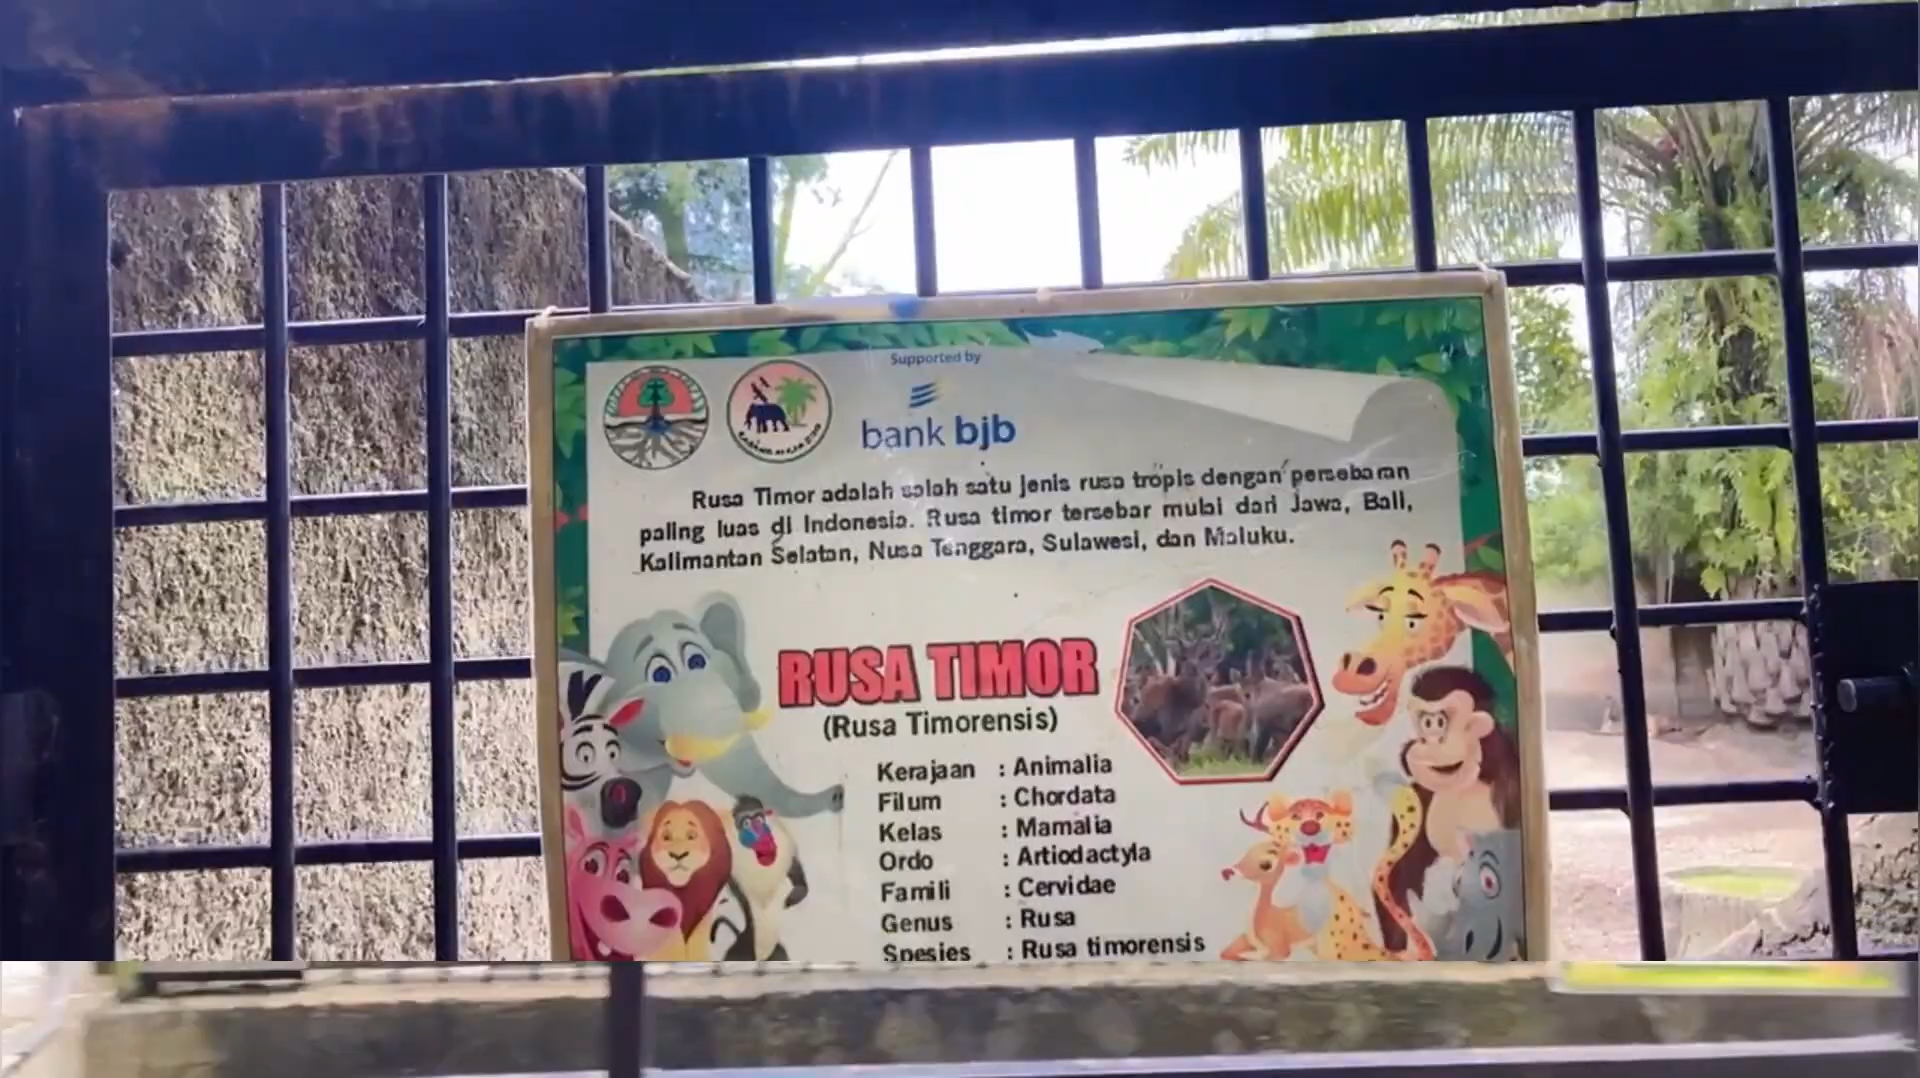 Supported by
bank bjb
Rusa Timor adalah salah satu jenis rusa tropis dengan persebaran
paling luas di Indonesia. Rusa timor tersebar mulai dari Jawa, Bali,
Kalimantan Selatan, Nusa Tenggara, Sulawesi, dan Maluku.
RUSA TIMOR
(Rusa Timorensis)
Kerajaan : Animalia
Filum : Chordata
Kelas : Mamalia
Ordo : Artiodactyla
Famili : Cervidae
Genus : Rusa
Spesies : Rusa timorensis